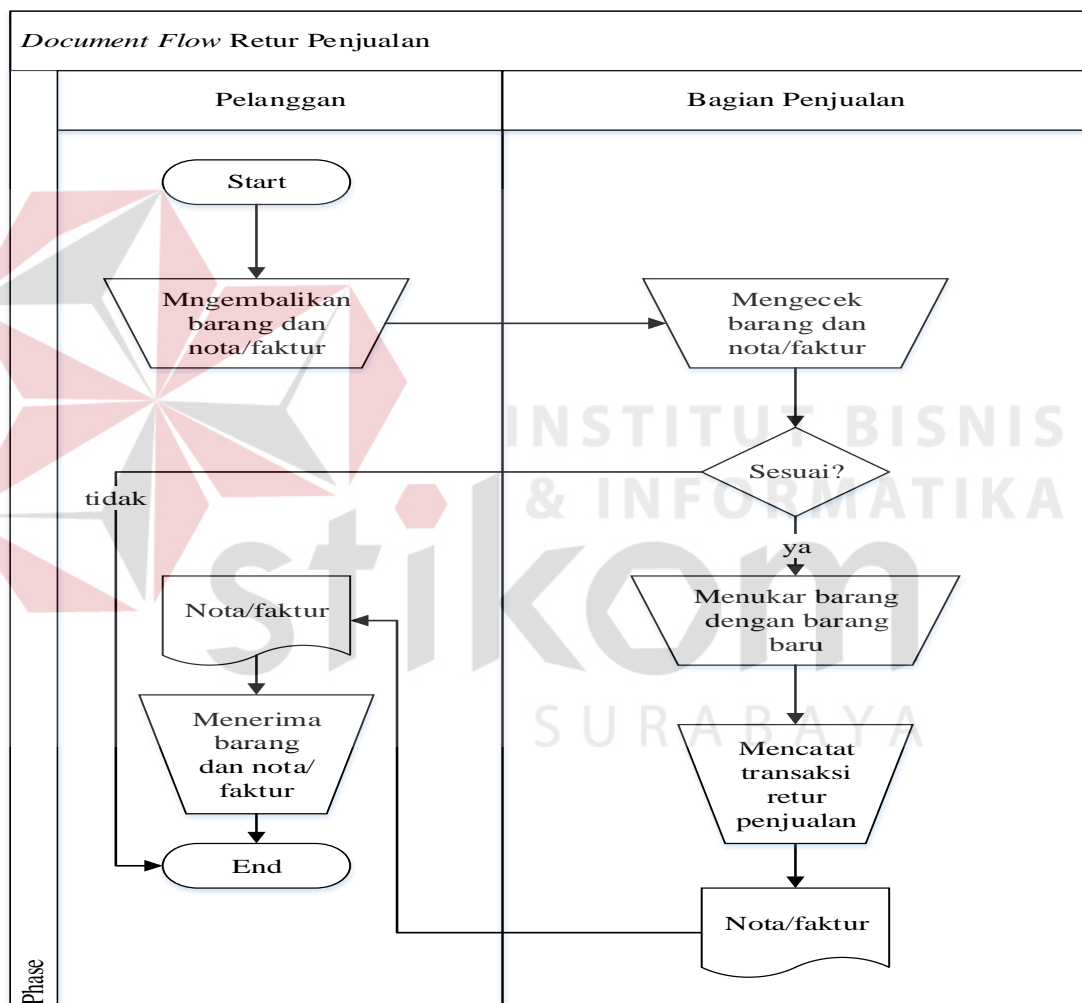 Document Flow Retur Penjualan
Pelanggan
Bagian Penjualan
Start
Mngembalikan
barang dan
nota/faktur
Mengecek
barang dan
nota/faktur
Sesuai?
tidak
ya
Menukar barang
dengan barang
baru
Mencatat
transaksi
retur
penjualan
Nota/faktur
Nota/faktur
Menerima
barang
dan nota/
faktur
End
Phase
INSTITUT BISNIS
& INFORMATIKA
stikom
SURABAYA